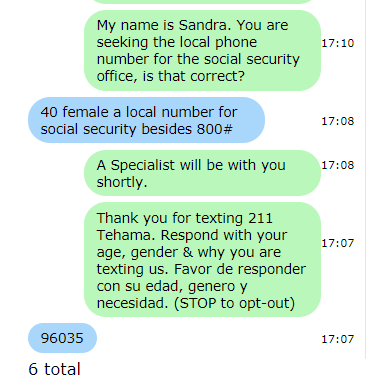 My name is Sandra. You are
seeking the local phone
number for the social security
office, is that correct?
17:10
40 female a local number for
social security besides 800#
17:08
A Specialist will be with you
shortly.
17:08
Thank you for texting 211
Tehama. Respond with your
age, gender & why you are
texting us. Favor de responder
con su edad, genero y
necesidad. (STOP to opt-out)
17:07
96035
17:07
6 total